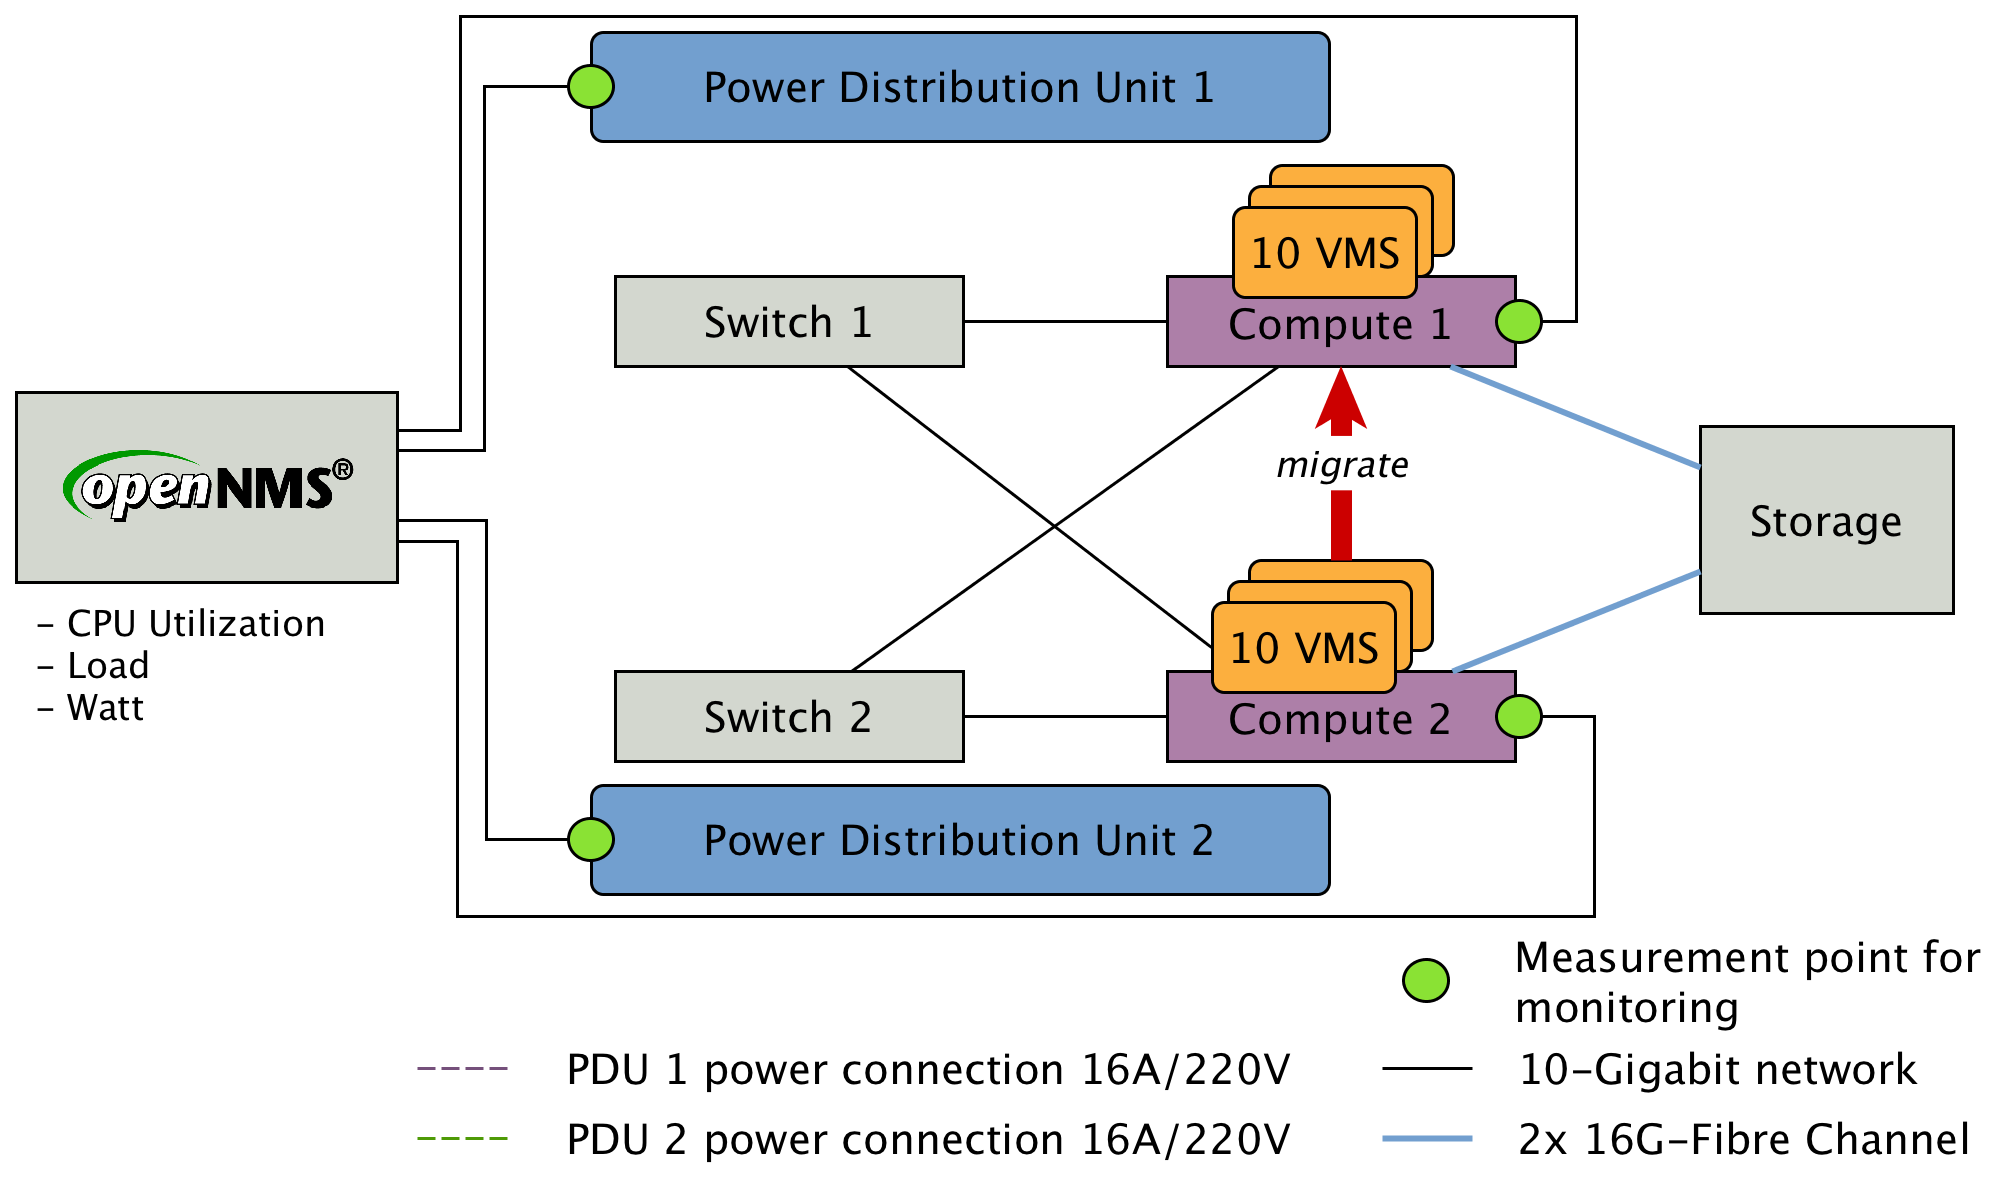 Power Distribution Unit 1
10 VMS
Switch 1
Compute 1
openNMS®
migrate
Storage
– CPU Utilization
– Load
– Watt
10 VMS
Switch 2
Compute 2
Power Distribution Unit 2
Measurement point for
monitoring
PDU 1 power connection 16A/220V
10–Gigabit network
PDU 2 power connection 16A/220V
2x 16G–Fibre Channel